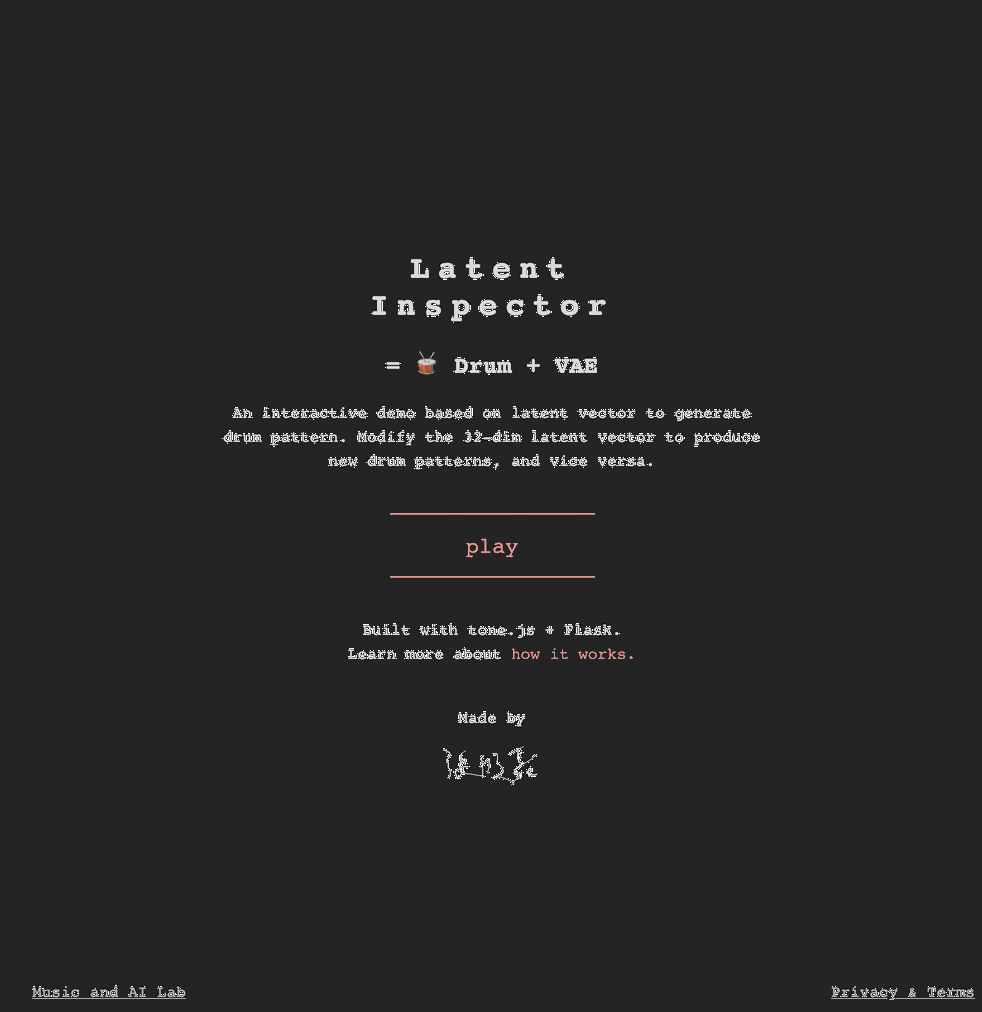 Latent
Inspector
= 🥁 Drum + VAE
An interactive demo based on latent vector to generate
drum pattern. Modify the 32-dim latent vector to produce
new drum patterns, and vice versa.
play
Built with tone.js + Flask.
Learn more about how it works.
Made by
Music and AI Lab
Privacy & Terms